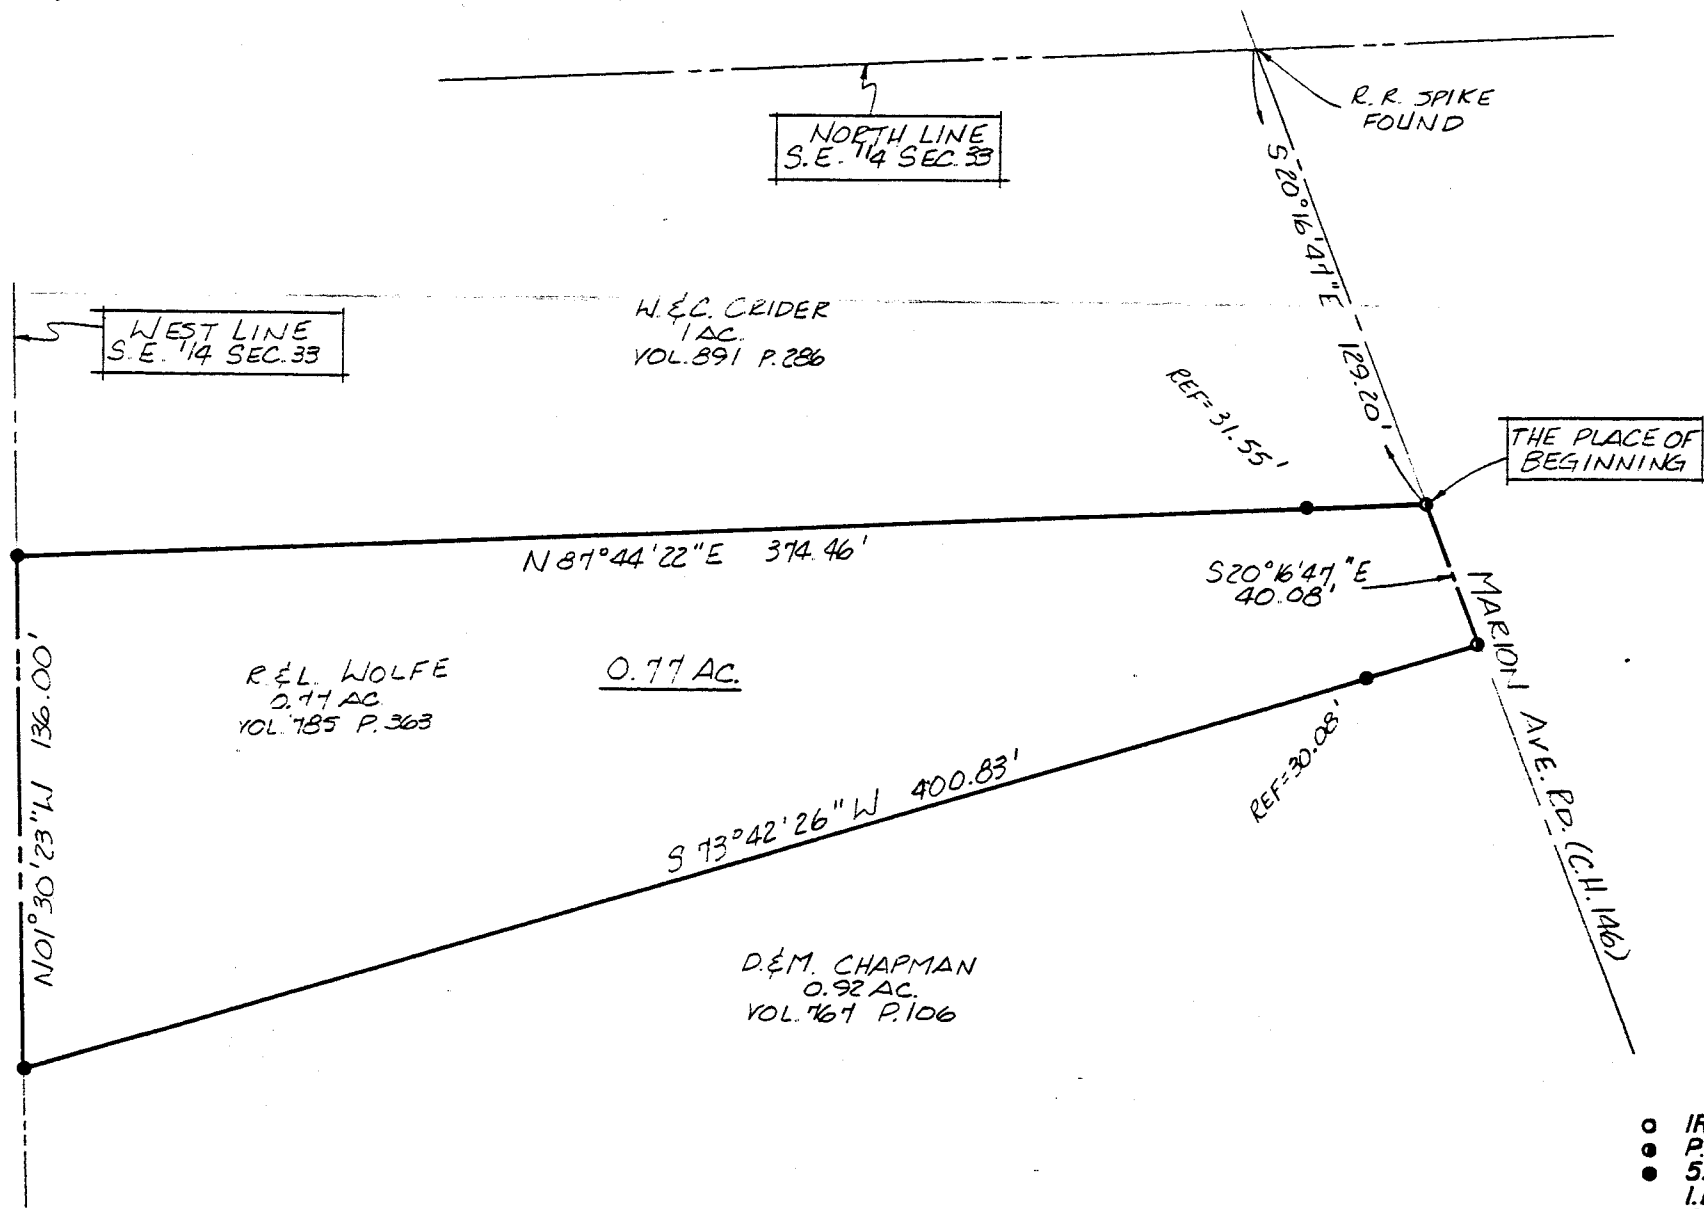 R.R. SPIKE
FOUND
NORTH LINE
S.E. 1/4 SEC. 33
S20°16'47"E 129.20'
WEST LINE
S.E. 1/4 SEC. 33
W. & C. CRIDER
1 AC.
VOL. 891 P. 286
REF=31.55'
THE PLACE OF
BEGINNING
N87°44'22"E 374.46'
S20°16'47"E
40.08'
MARION AVE. RD. (C.H. 146)
N01°30'23"W 136.00'
R. & L. WOLFE
0.77 AC.
VOL. 785 P. 363
0.77 AC.
REF=30.08'
S 73°42'26" W 400.83'
D. & M. CHAPMAN
0.92 AC.
VOL. 767 P. 106